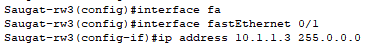 Saugat-rw3(config)#interface fa
Saugat-rw3(config)#interface fastEthernet 0/1
Saugat-rw3(config-if)#ip address 10.1.1.3 255.0.0.0